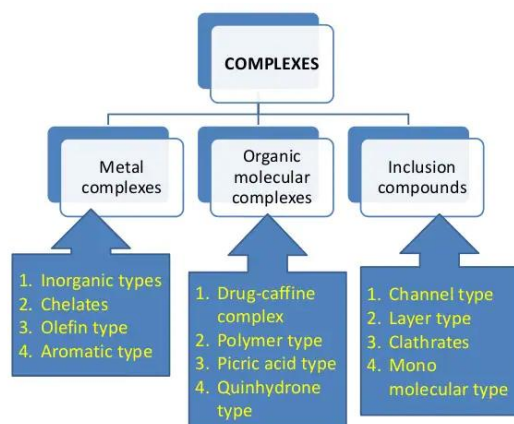 COMPLEXES
Metal
complexes
Organic
molecular
complexes
Inclusion
compounds
1. Inorganic types
2. Chelates
3. Olefin type
4. Aromatic type
1. Drug-caffine
complex
2. Polymer type
3. Picric acid type
4. Quinhydrone
type
1. Channel type
2. Layer type
3. Clathrates
4. Mono
molecular type